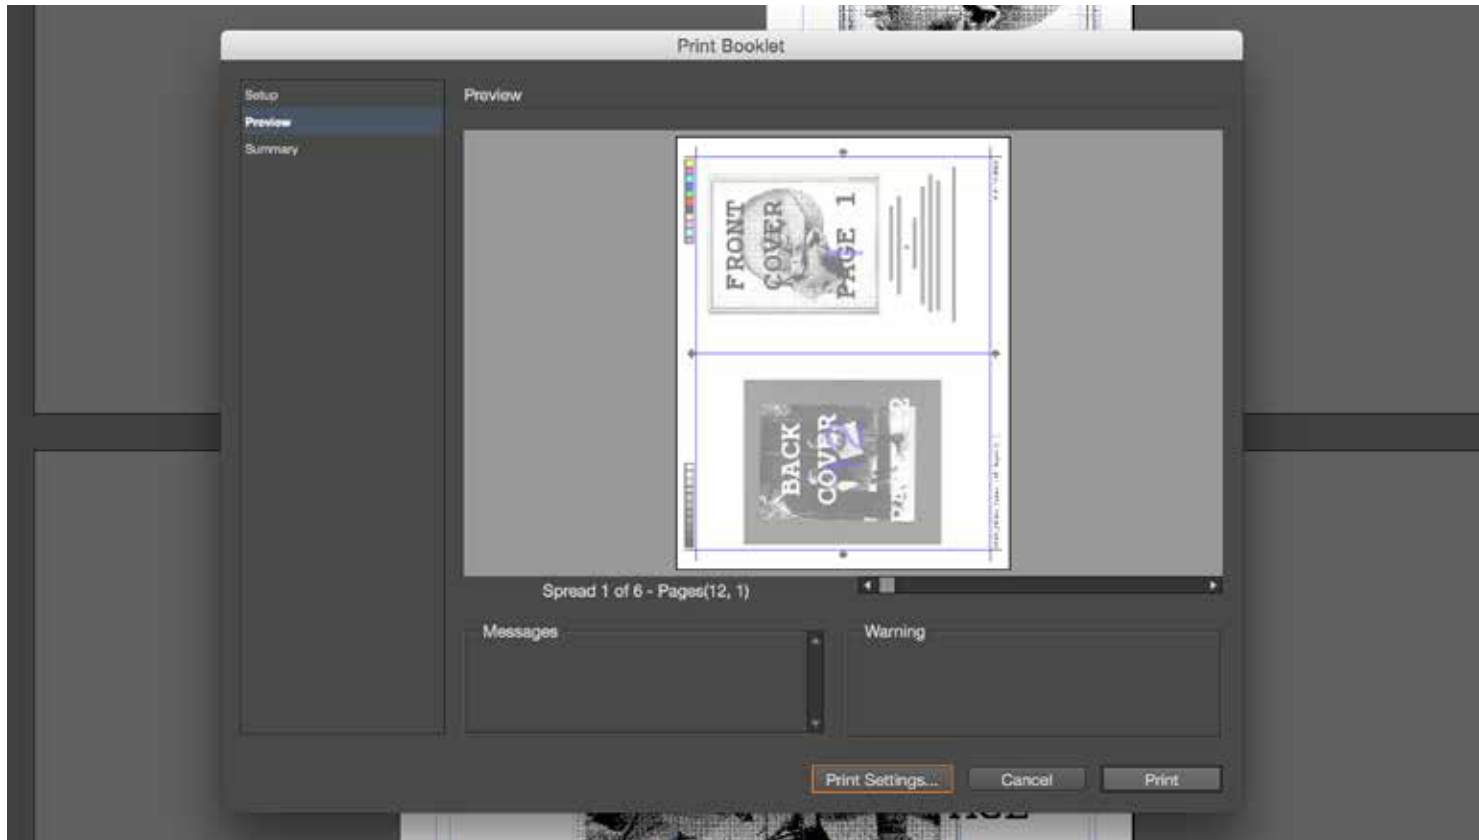 Print Booklet
Setup
Preview
Summary
Preview
FRONT
COVER
PAGE 1
BACK
COVER
12
Spread 1 of 6 - Pages(12, 1)
Messages
Warning
Print Settings...
Cancel
Print